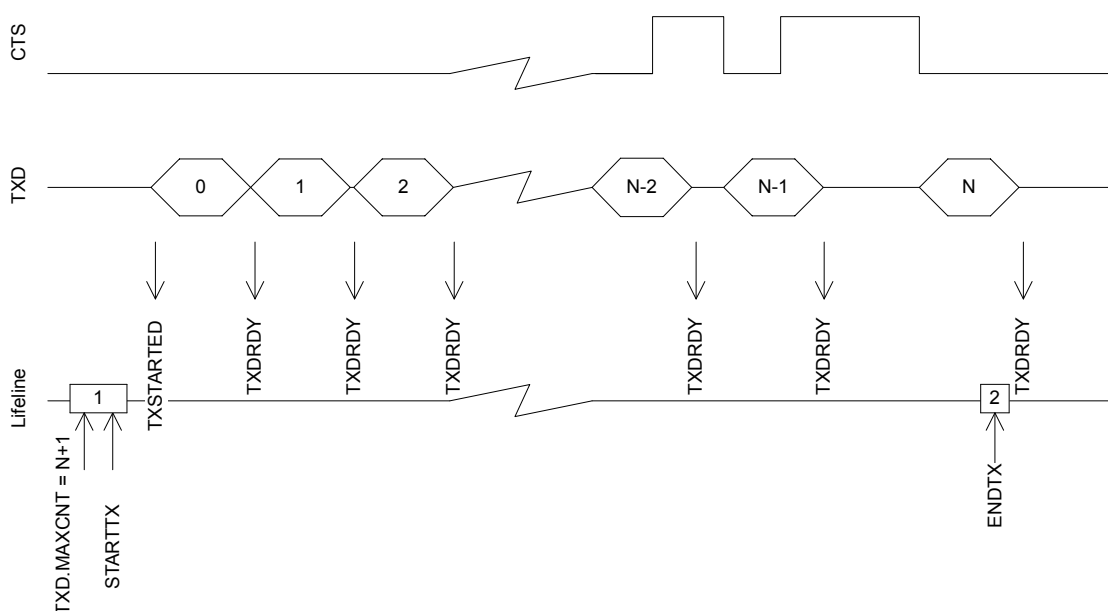 CTS
TXD
0
1
2
N-2
N-1
N
TXSTARTED
TXDRDY
TXDRDY
TXDRDY
TXDRDY
TXDRDY
TXDRDY
Lifeline
1
2
TXD.MAXCNT = N+1
STARTTX
ENDTX